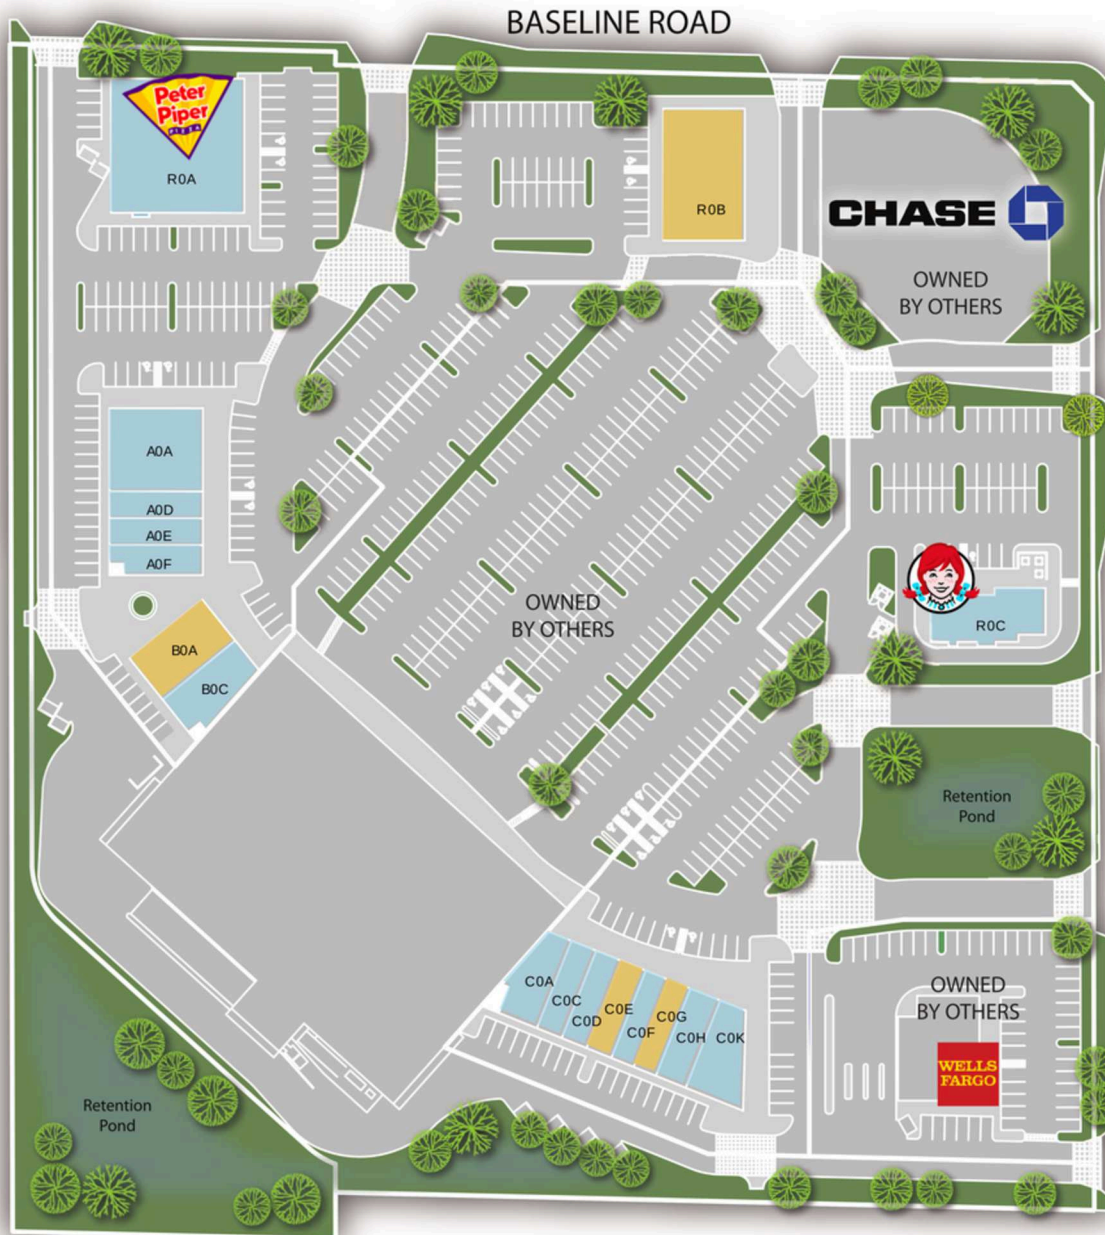 BASELINE ROAD
Peter
Piper
PIZZA
R0A
R0B
CHASE
OWNED
BY OTHERS
A0A
A0D
A0E
A0F
OWNED
BY OTHERS
R0C
B0A
B0C
Retention
Pond
C0A
C0C
C0D
C0E
C0F
C0G
C0H
C0K
OWNED
BY OTHERS
WELLS
FARGO
Retention
Pond